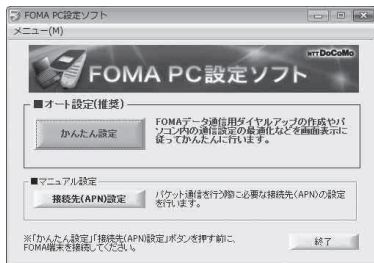 FOMA PC設定ソフト
メニュー(M)
NTT DoCoMo
FOMA PC設定ソフト
■オート設定(推奨)
かんたん設定
FOMAデータ通信用ダイヤルアップの作成やパ
ソコン内の通信設定の最適化などを画面表示に
従ってかんたんに行います。
■マニュアル設定
接続先(APN)設定
パケット通信を行う際に必要な接続先(APN)の設定
を行います。
※「かんたん設定」「接続先(APN)設定」ボタンを押す前に、
FOMA端末を接続してください。
終了